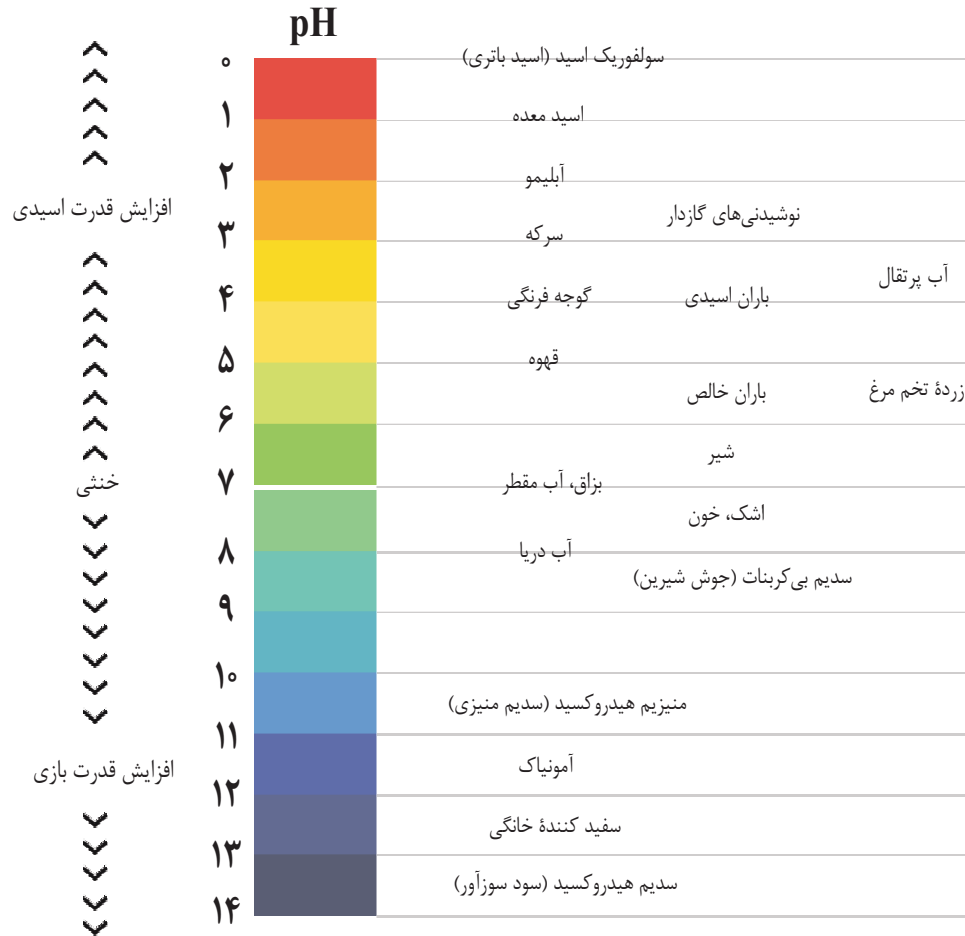 pH
۰
سولفوریک اسید (اسید باتری)
۱
اسید معده
۲
آبلیمو
افزایش قدرت اسیدی
نوشیدنی‌های گازدار
۳
سرکه
آب پرتقال
۴
گوجه فرنگی
باران اسیدی
۵
قهوه
باران خالص
زردهٔ تخم مرغ
۶
شیر
خنثی
۷
بزاق، آب مقطر
اشک، خون
۸
آب دریا
سدیم بی‌کربنات (جوش شیرین)
۹
۱۰
منیزیم هیدروکسید (سدیم منیزی)
۱۱
افزایش قدرت بازی
آمونیاک
۱۲
سفید کنندهٔ خانگی
۱۳
سدیم هیدروکسید (سود سوزآور)
۱۴